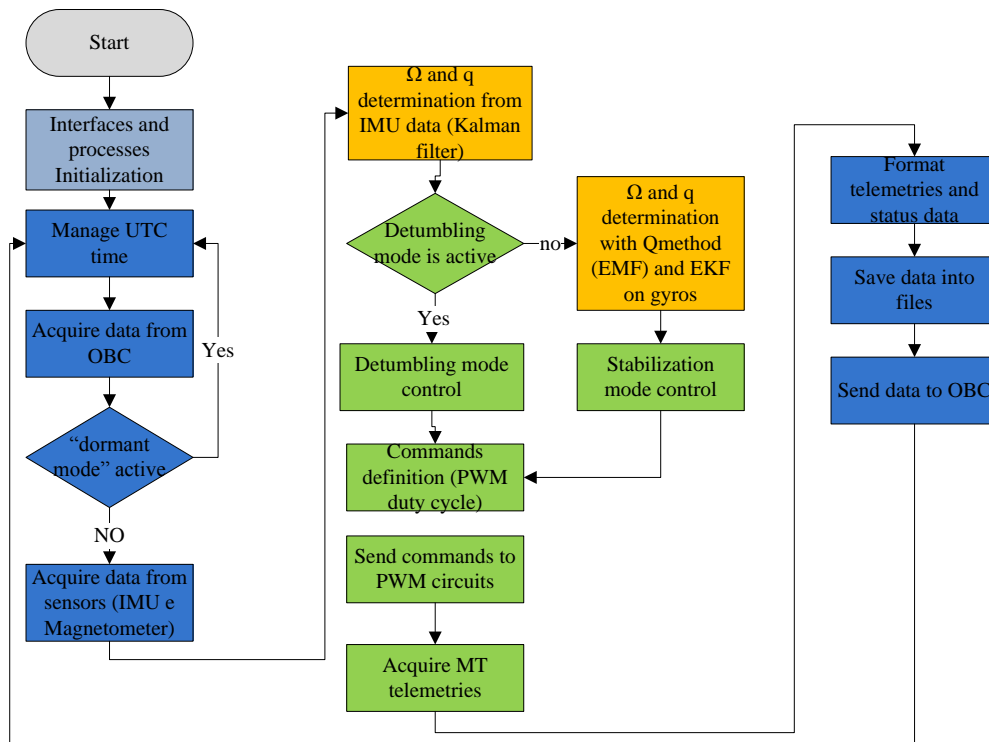 Start
Interfaces and
processes
Initialization
Manage UTC
time
Acquire data from
OBC
Yes
“dormant
mode” active
NO
Acquire data from
sensors (IMU e
Magnetometer)
Ω and q
determination from
IMU data (Kalman
filter)
Detumbling
mode is active
no
Yes
Ω and q
determination
with Qmethod
(EMF) and EKF
on gyros
Detumbling mode
control
Stabilization
mode control
Commands
definition (PWM
duty cycle)
Send commands to
PWM circuits
Acquire MT
telemetries
Format
telemetries and
status data
Save data into
files
Send data to OBC